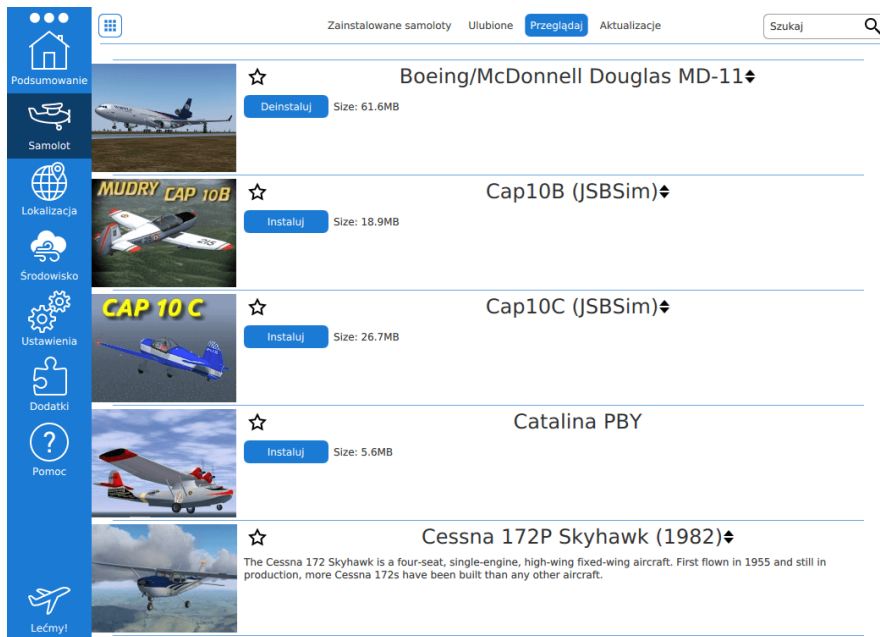 Zainstalowane samoloty Ulubione Przeglądaj Aktualizacje Szukaj
Podsumowanie
Samolot
Lokalizacja
Środowisko
Ustawienia
Dodatki
Pomoc
Lećmy!
Boeing/McDonnell Douglas MD-11
Deinstaluj Size: 61.6MB
MUDRY CAP 10B
Cap10B (JSBSim)
Instaluj Size: 18.9MB
CAP 10 C
Cap10C (JSBSim)
Instaluj Size: 26.7MB
Catalina PBY
Instaluj Size: 5.6MB
Cessna 172P Skyhawk (1982)
The Cessna 172 Skyhawk is a four-seat, single-engine, high-wing fixed-wing aircraft. First flown in 1955 and still in
production, more Cessna 172s have been built than any other aircraft.